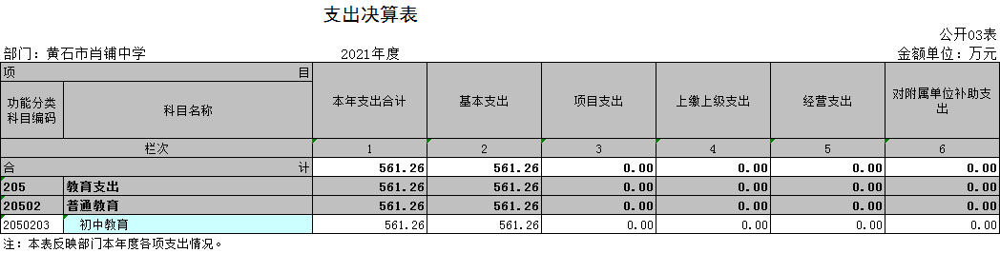 支出决算表
公开03表
部门：黄石市肖铺中学 2021年度 金额单位：万元
项 目 本年支出合计 基本支出 项目支出 上缴上级支出 经营支出 对附属单位补助支出
功能分类科目编码 科目名称
栏次 1 2 3 4 5 6
合 计 561.26 561.26 0.00 0.00 0.00 0.00
205 教育支出 561.26 561.26 0.00 0.00 0.00 0.00
20502 普通教育 561.26 561.26 0.00 0.00 0.00 0.00
2050203 初中教育 561.26 561.26 0.00 0.00 0.00 0.00
注：本表反映部门本年度各项支出情况。